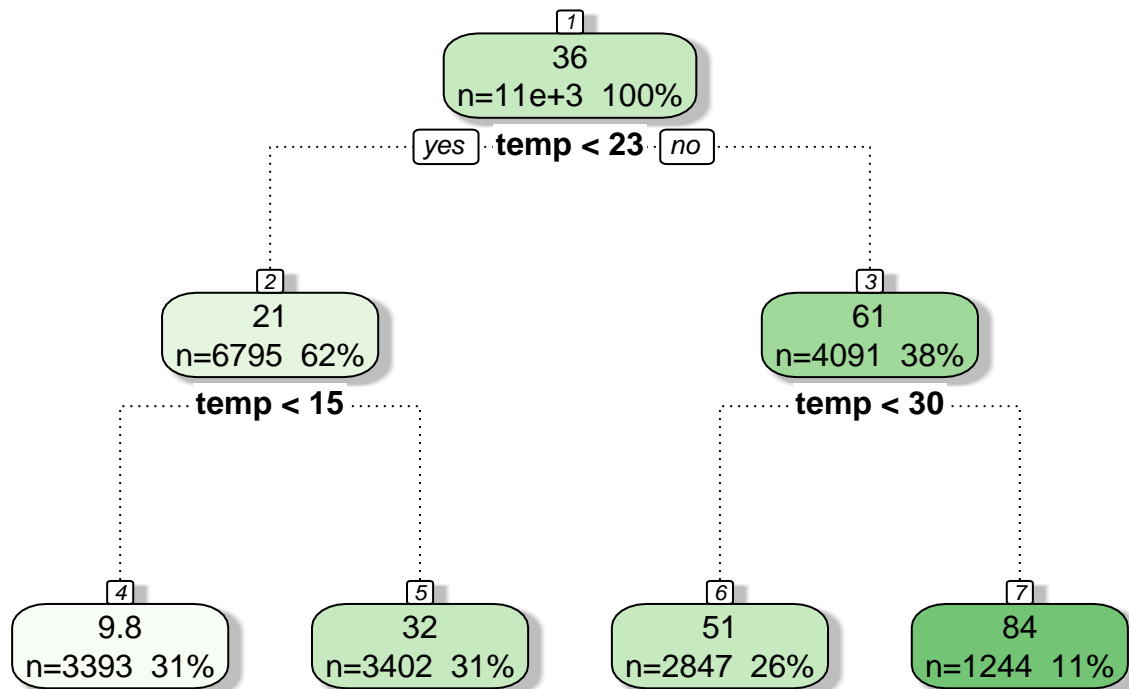 1
36
n=11e+3 100%
yes temp < 23 no
2
21
n=6795 62%
3
61
n=4091 38%
temp < 15
temp < 30
4
9.8
n=3393 31%
5
32
n=3402 31%
6
51
n=2847 26%
7
84
n=1244 11%